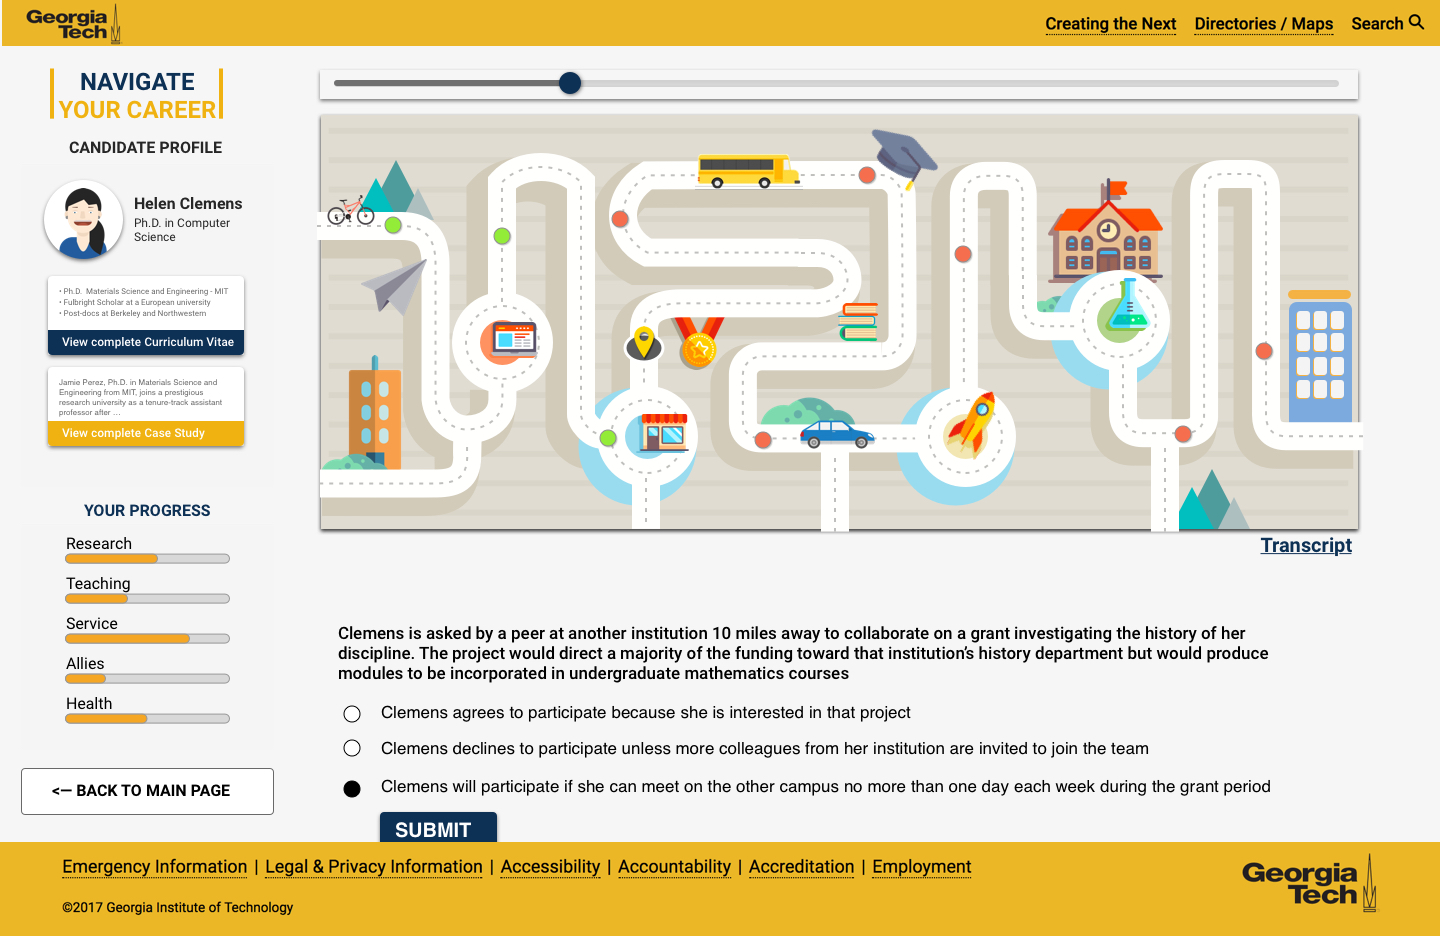 Georgia
Tech
Creating the Next
Directories / Maps
Search
NAVIGATE
YOUR CAREER
CANDIDATE PROFILE
Helen Clemens
Ph.D. in Computer
Science
• Ph.D. Materials Science and Engineering - MIT
• Fulbright Scholar at a European university
• Post-docs at Berkeley and Northwestern
View complete Curriculum Vitae
Jamie Perez, Ph.D. in Materials Science and
Engineering from MIT, joins a prestigious
research university as a tenure-track assistant
professor after ...
View complete Case Study
YOUR PROGRESS
Research
Teaching
Service
Allies
Health
<— BACK TO MAIN PAGE
Transcript
Clemens is asked by a peer at another institution 10 miles away to collaborate on a grant investigating the history of her
discipline. The project would direct a majority of the funding toward that institution's history department but would produce
modules to be incorporated in undergraduate mathematics courses
Clemens agrees to participate because she is interested in that project
Clemens declines to participate unless more colleagues from her institution are invited to join the team
Clemens will participate if she can meet on the other campus no more than one day each week during the grant period
SUBMIT
Emergency Information | Legal & Privacy Information | Accessibility | Accountability | Accreditation | Employment
©2017 Georgia Institute of Technology
Georgia
Tech